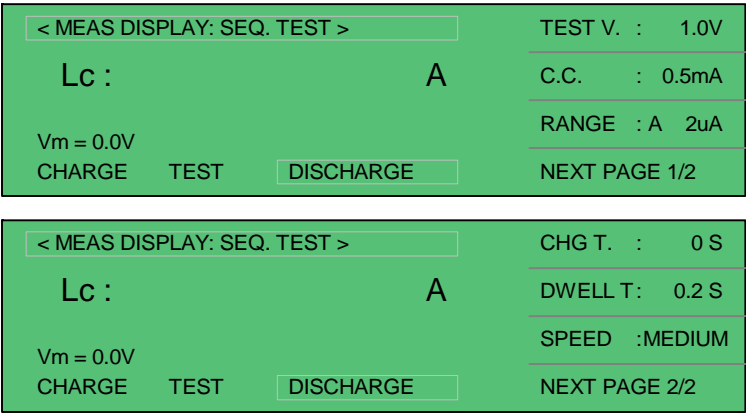 < MEAS DISPLAY: SEQ. TEST >
TEST V. : 1.0V
Lc : A
C.C. : 0.5mA
RANGE : A 2uA
Vm = 0.0V
CHARGE TEST DISCHARGE
NEXT PAGE 1/2
< MEAS DISPLAY: SEQ. TEST >
CHG T. : 0 S
Lc : A
DWELL T: 0.2 S
SPEED :MEDIUM
Vm = 0.0V
CHARGE TEST DISCHARGE
NEXT PAGE 2/2